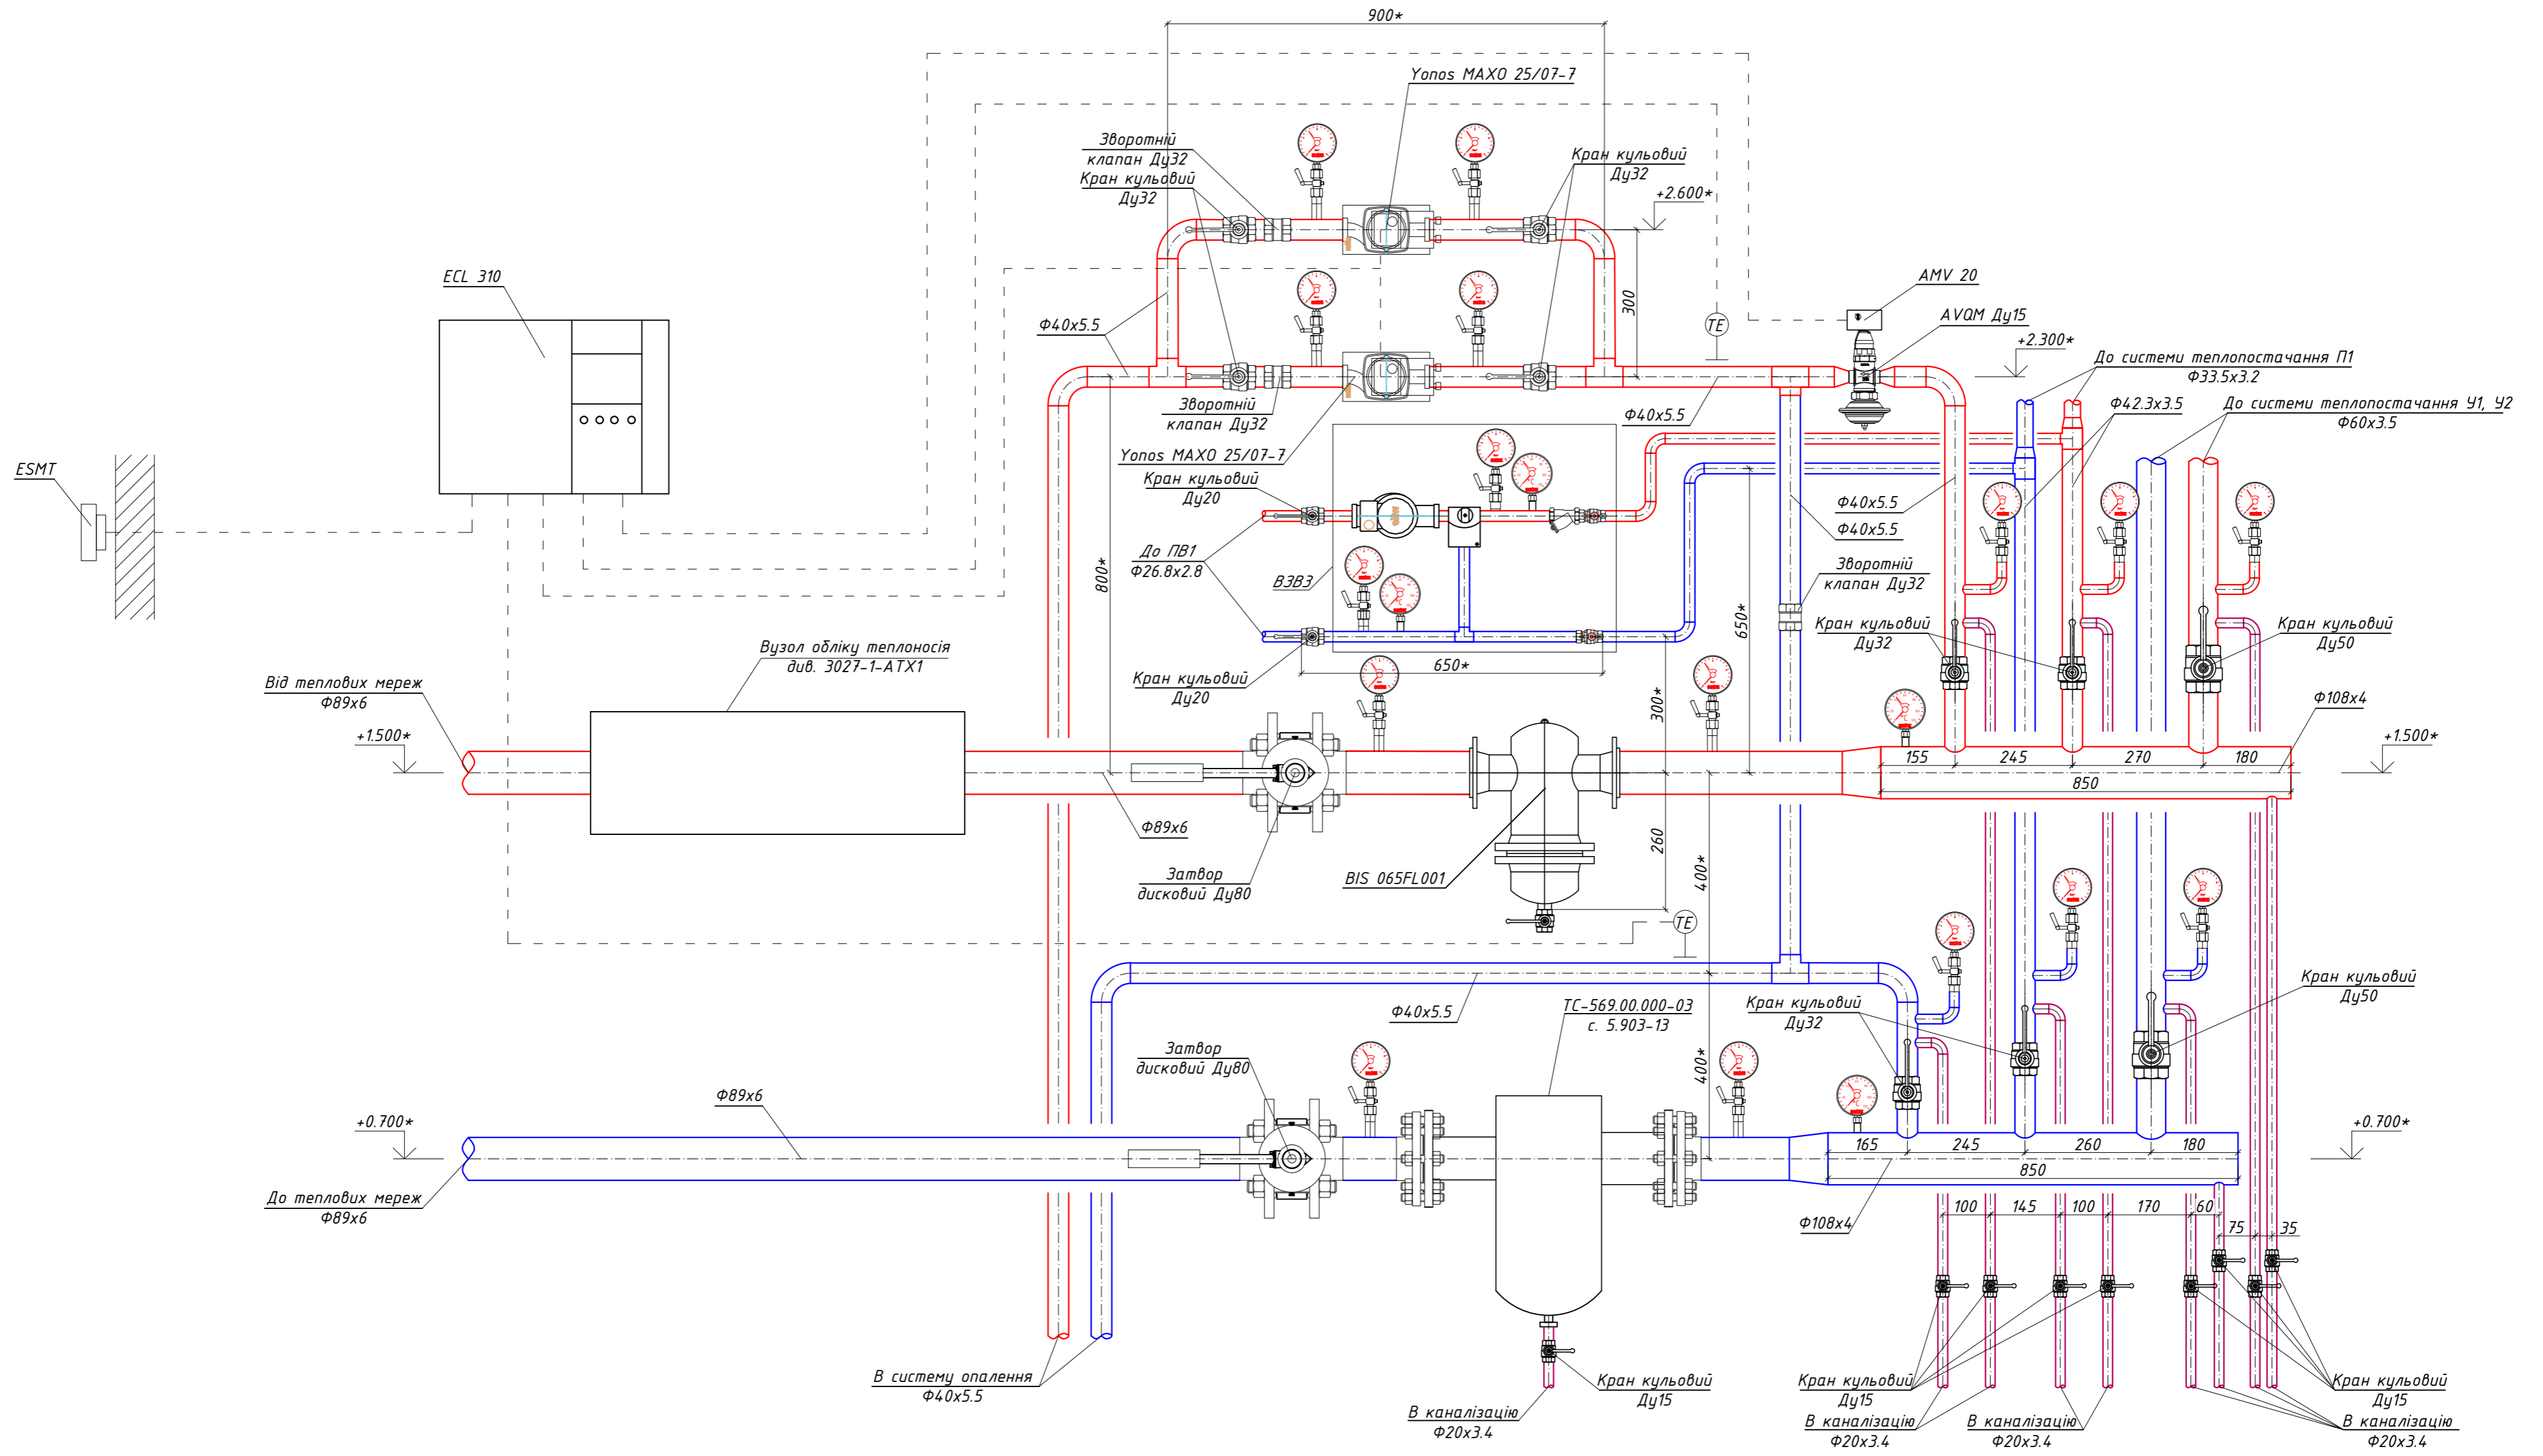 900*
Yonos MAXO 25/07-7
Зворотній
клапан Ду32
Кран кульовий
Ду32
Кран кульовий
Ду32
+2.600*
ECL 310
AMV 20
300
Ф40х5.5
TE
AVQM Ду15
+2.300*
До системи теплопостачання П1
Ф33.5х3.2
Зворотній
клапан Ду32
Ф40х5.5
Ф42.3х3.5
До системи теплопостачання У1, У2
Ф60х3.5
Yonos MAXO 25/07-7
ESMT
Кран кульовий
Ду20
Ф40х5.5
Ф40х5.5
До ПВ1
Ф26.8х2.8
ВЗВЗ
800*
650*
Зворотній
клапан Ду32
Кран кульовий
Ду32
Кран кульовий
Ду50
Вузол обліку теплоносія
див. 3027-1-АТХ1
650*
Кран кульовий
Ду20
Від теплових мереж
Ф89х6
300*
Ф108х4
+1.500*
+1.500*
155
245
270
180
850
Ф89х6
260
400*
Затвор
дисковий Ду80
BIS 065FL001
TE
Кран кульовий
Ду50
Ф40х5.5
ТС-569.00.000-03
с. 5.903-13
Кран кульовий
Ду32
Затвор
дисковий Ду80
400*
Ф89х6
+0.700*
+0.700*
165
245
260
180
850
До теплових мереж
Ф89х6
Ф108х4
100
145
100
170
60
75
35
В систему опалення
Ф40х5.5
Кран кульовий
Ду15
Кран кульовий
Ду15
Кран кульовий
Ду15
В каналізацію
Ф20х3.4
В каналізацію
Ф20х3.4
В каналізацію
Ф20х3.4
В каналізацію
Ф20х3.4